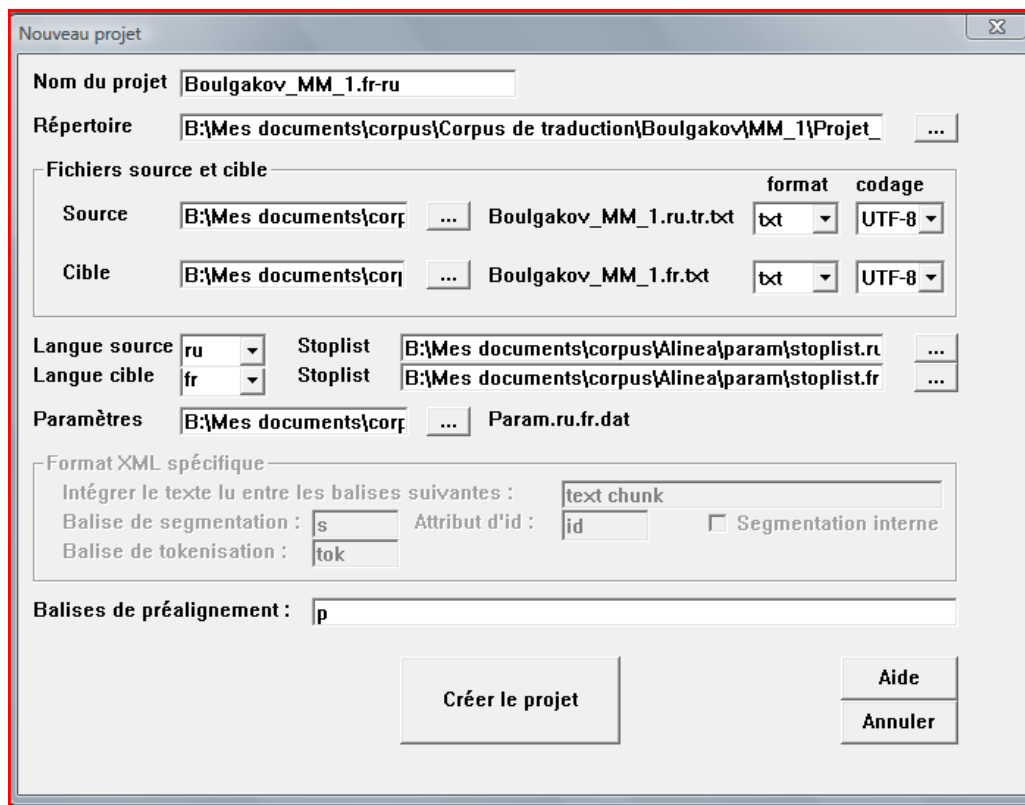 Nouveau projet
Nom du projet Boulgakov_MM_1.fr-ru
Répertoire B:\Mes documents\corpus\Corpus de traduction\Boulgakov\MM_1\Projet_ ...
Fichiers source et cible
format codage
Source B:\Mes documents\corp ... Boulgakov_MM_1.ru.tr.txt txt UTF-8
Cible B:\Mes documents\corp ... Boulgakov_MM_1.fr.txt txt UTF-8
Langue source ru Stoplist B:\Mes documents\corpus\Alinea\param\stoplist.ru ...
Langue cible fr Stoplist B:\Mes documents\corpus\Alinea\param\stoplist.fr ...
Paramètres B:\Mes documents\corp ... Param.ru.fr.dat
Format XML spécifique
Intégrer le texte lu entre les balises suivantes : text chunk
Balise de segmentation : s Attribut d'id : id Segmentation interne
Balise de tokenisation : tok
Balises de préalignement : p
Créer le projet
Aide
Annuler